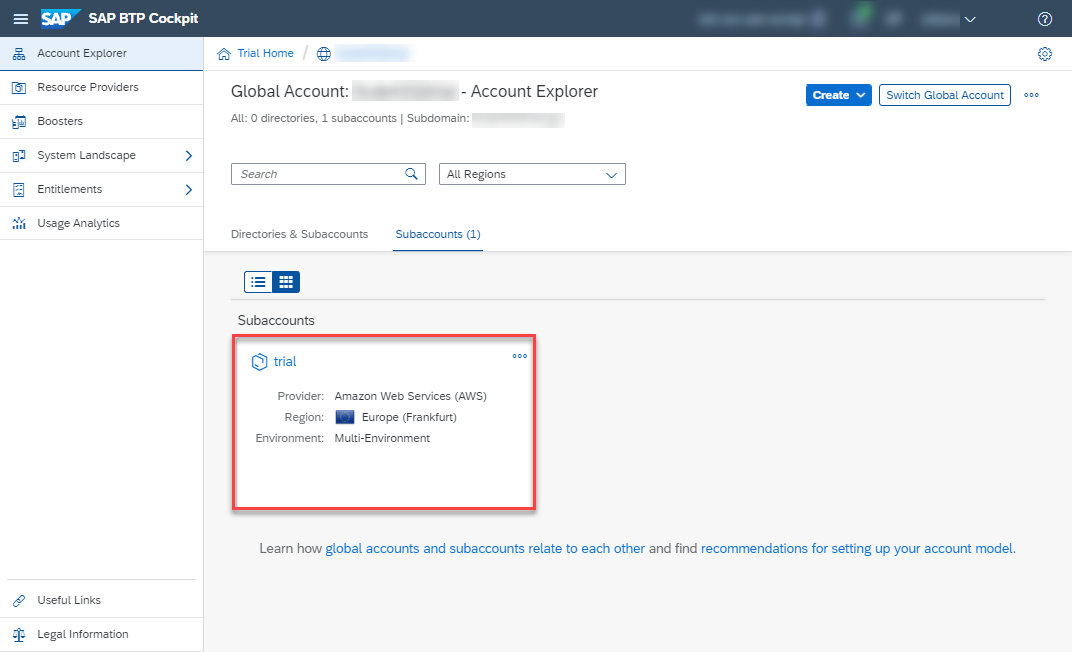 SAP SAP BTP Cockpit
Account Explorer
Resource Providers
Boosters
System Landscape
Entitlements
Usage Analytics
Useful Links
Legal Information
Trial Home /
Global Account: - Account Explorer
Create
Switch Global Account
All: 0 directories, 1 subaccounts | Subdomain:
Search
All Regions
Directories & Subaccounts
Subaccounts (1)
Subaccounts
trial
Provider: Amazon Web Services (AWS)
Region: Europe (Frankfurt)
Environment: Multi-Environment
Learn how global accounts and subaccounts relate to each other and find recommendations for setting up your account model.